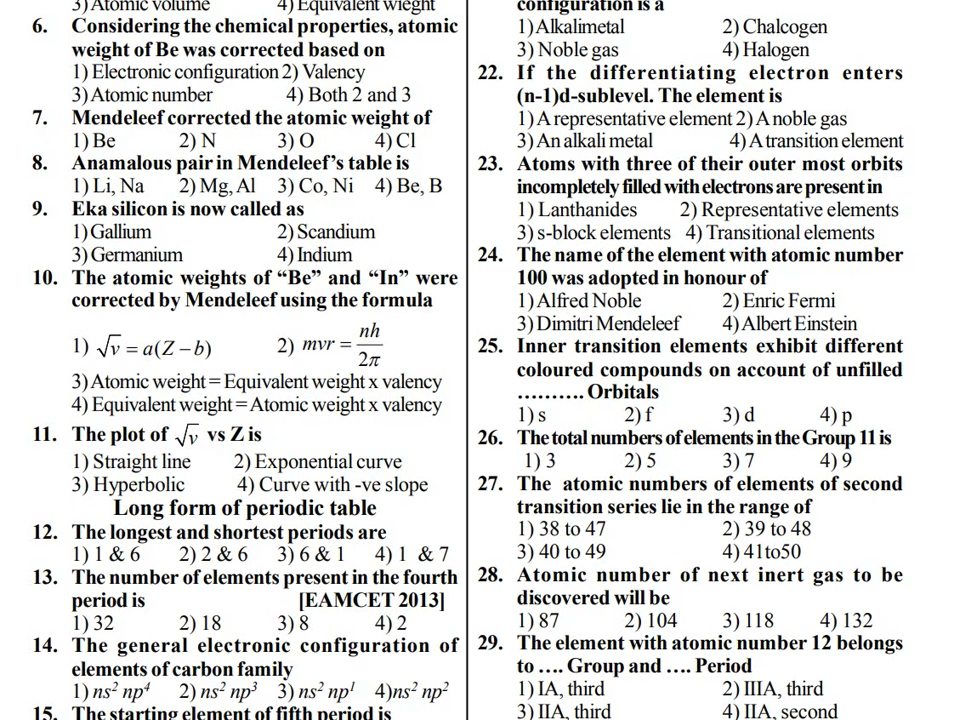 3) Atomic volume 4) Equivalent wieght
6. Considering the chemical properties, atomic
weight of Be was corrected based on
1) Electronic configuration 2) Valency
3) Atomic number 4) Both 2 and 3
7. Mendeleef corrected the atomic weight of
1) Be 2) N 3) O 4) Cl
8. Anamalous pair in Mendeleef's table is
1) Li, Na 2) Mg, Al 3) Co, Ni 4) Be, B
9. Eka silicon is now called as
1) Gallium 2) Scandium
3) Germanium 4) Indium
10. The atomic weights of “Be” and “In” were
corrected by Mendeleef using the formula
1) √ν = a(Z − b) 2) mvr = nh/2π
3) Atomic weight = Equivalent weight x valency
4) Equivalent weight = Atomic weight x valency
11. The plot of √ν vs Z is
1) Straight line 2) Exponential curve
3) Hyperbolic 4) Curve with -ve slope
Long form of periodic table
12. The longest and shortest periods are
1) 1 & 6 2) 2 & 6 3) 6 & 1 4) 1 & 7
13. The number of elements present in the fourth
period is [EAMCET 2013]
1) 32 2) 18 3) 8 4) 2
14. The general electronic configuration of
elements of carbon family
1) ns² np⁴ 2) ns² np³ 3) ns² np¹ 4) ns² np²
15. The starting element of fifth period is
configuration is a
1) Alkalimetal 2) Chalcogen
3) Noble gas 4) Halogen
22. If the differentiating electron enters
(n-1)d-sublevel. The element is
1) A representative element 2) A noble gas
3) An alkali metal 4) A transition element
23. Atoms with three of their outer most orbits
incompletely filled with electrons are present in
1) Lanthanides 2) Representative elements
3) s-block elements 4) Transitional elements
24. The name of the element with atomic number
100 was adopted in honour of
1) Alfred Noble 2) Enric Fermi
3) Dimitri Mendeleef 4) Albert Einstein
25. Inner transition elements exhibit different
coloured compounds on account of unfilled
.......... Orbitals
1) s 2) f 3) d 4) p
26. The total numbers of elements in the Group 11 is
1) 3 2) 5 3) 7 4) 9
27. The atomic numbers of elements of second
transition series lie in the range of
1) 38 to 47 2) 39 to 48
3) 40 to 49 4) 41to50
28. Atomic number of next inert gas to be
discovered will be
1) 87 2) 104 3) 118 4) 132
29. The element with atomic number 12 belongs
to .... Group and .... Period
1) IA, third 2) IIIA, third
3) IIA, third 4) IIA, second